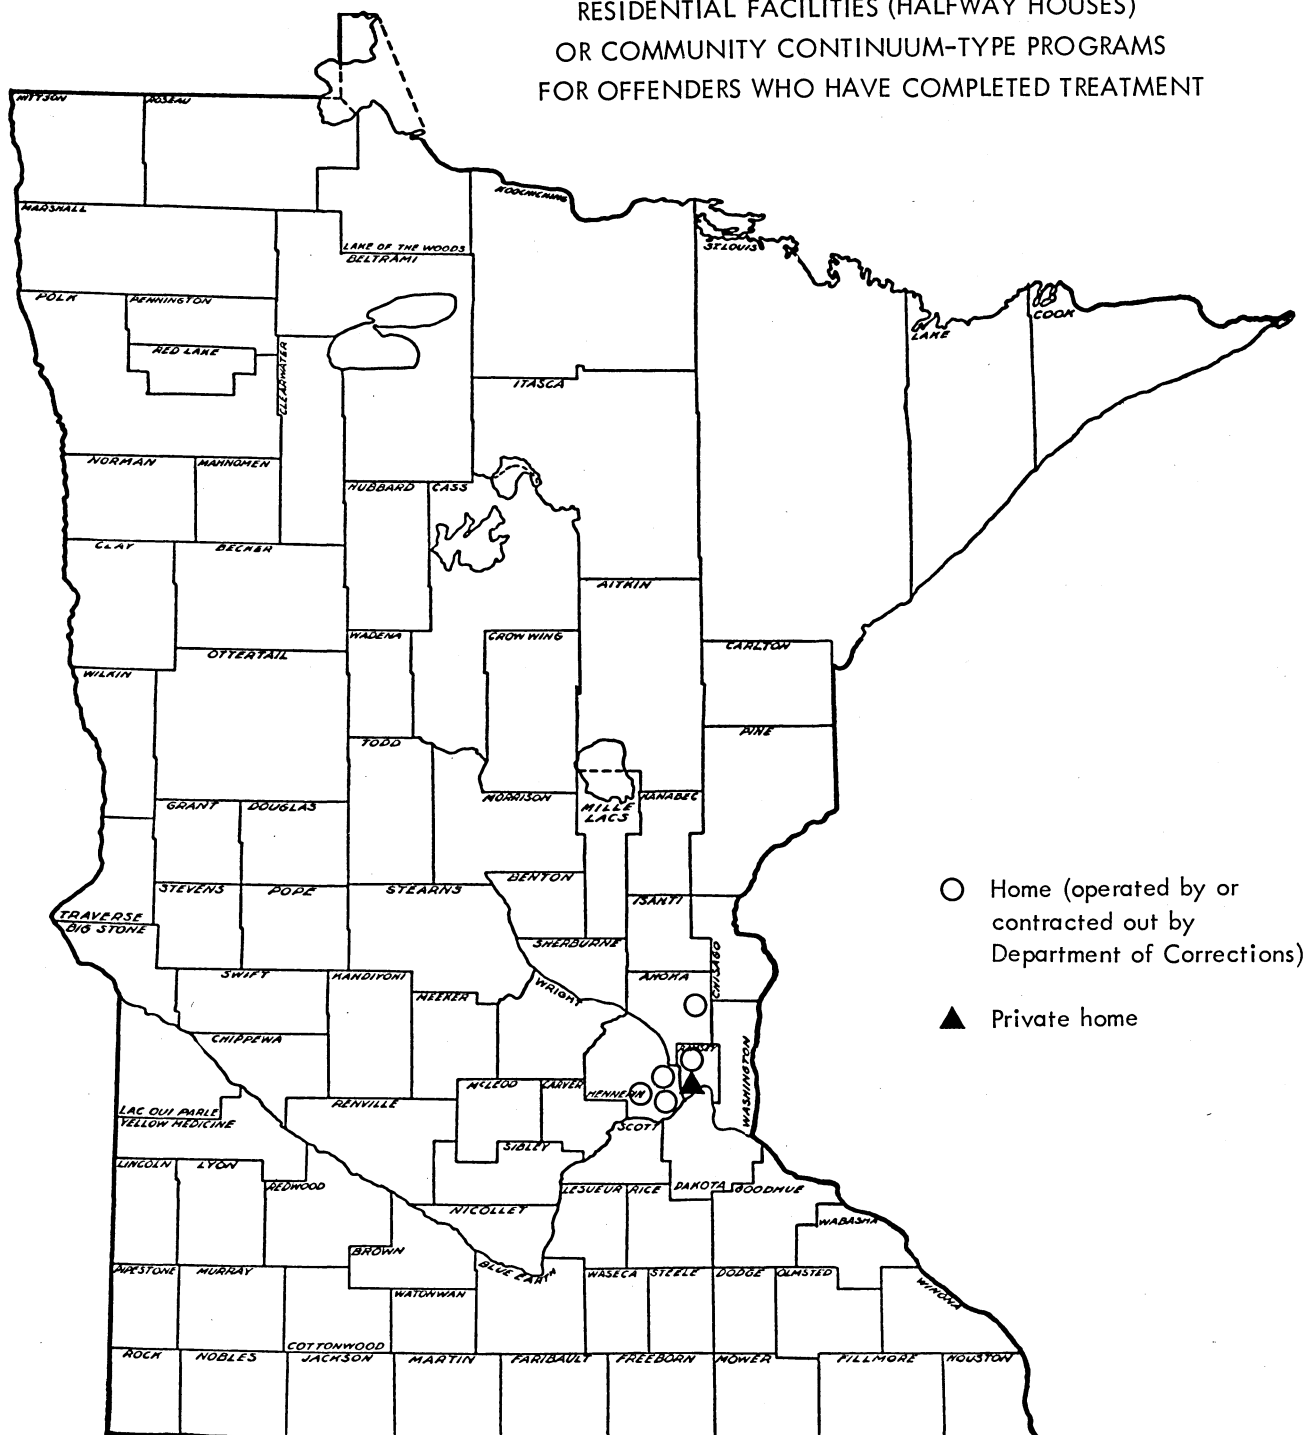 RESIDENTIAL FACILITIES (HALFWAY HOUSES)
OR COMMUNITY CONTINUUM-TYPE PROGRAMS
FOR OFFENDERS WHO HAVE COMPLETED TREATMENT
KITTSON
ROSEAU
KOOCHICHING
MARSHALL
LAKE OF THE WOODS
ST. LOUIS
BELTRAMI
POLK
PENNINGTON
COOK
LAKE
RED LAKE
CLEARWATER
ITASCA
NORMAN
MAHNOMEN
HUBBARD
CASS
CLAY
BECKER
AITKIN
WADENA
CROW WING
CARLTON
OTTERTAIL
WILKIN
PINE
TODD
GRANT
DOUGLAS
MORRISON
MILLE
LACS
KANABEC
STEVENS
POPE
STEARNS
BENTON
ISANTI
Home (operated by or
contracted out by
Department of Corrections)
TRAVERSE
BIG STONE
SHERBURNE
CHISAGO
SWIFT
KANDIYOHI
MEEKER
WRIGHT
ANOKA
Private home
CHIPPEWA
RAMSEY
WASHINGTON
MCLEOD
CARVER
HENNEPIN
LAC QUI PARLE
RENVILLE
YELLOW MEDICINE
SCOTT
SIBLEY
LINCOLN
LYON
REDWOOD
LESUEUR
RICE
DAKOTA
GOODHUE
NICOLLET
WABASHA
BROWN
BLUE EARTH
PIPESTONE
MURRAY
WASECA
STEELE
DODGE
OLMSTED
WINONA
WATONWAN
COTTONWOOD
ROCK
NOBLES
JACKSON
MARTIN
FARIBAULT
FREEBORN
MOWER
FILLMORE
HOUSTON